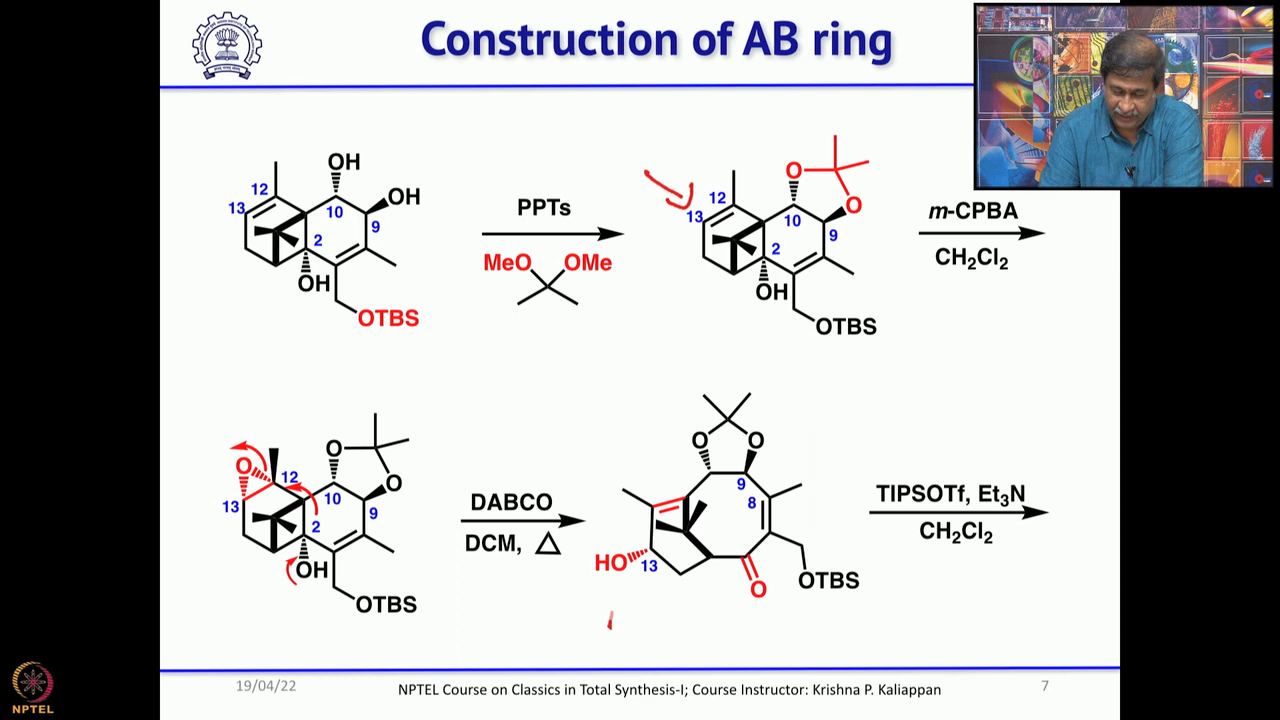 Construction of AB ring
OH
OH
12
13
10
9
2
OH
OTBS
PPTs
MeO OMe
O
O
12
13
10
9
2
OH
OTBS
m-CPBA
CH2Cl2
O
O
O
12
13
10
9
2
OH
OTBS
DABCO
DCM, △
O O
9
8
HO
13
O
OTBS
TIPSOTf, Et3N
CH2Cl2
19/04/22
NPTEL Course on Classics in Total Synthesis-I; Course Instructor: Krishna P. Kaliappan
7
NPTEL